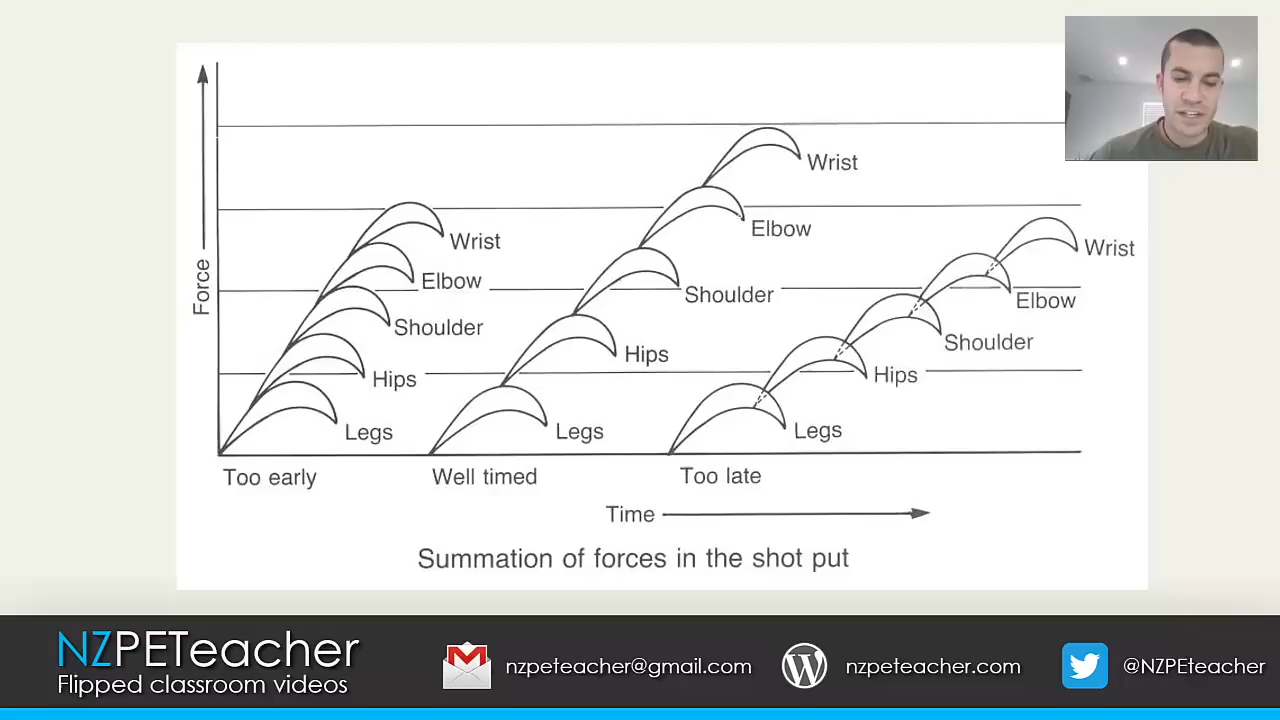 Force
Wrist
Elbow
Shoulder
Hips
Legs
Too early
Wrist
Elbow
Shoulder
Hips
Legs
Well timed
Wrist
Elbow
Shoulder
Hips
Legs
Too late
Time
Summation of forces in the shot put
NZPETeacher
Flipped classroom videos
nzpeteacher@gmail.com
nzpeteacher.com
@NZPEteacher